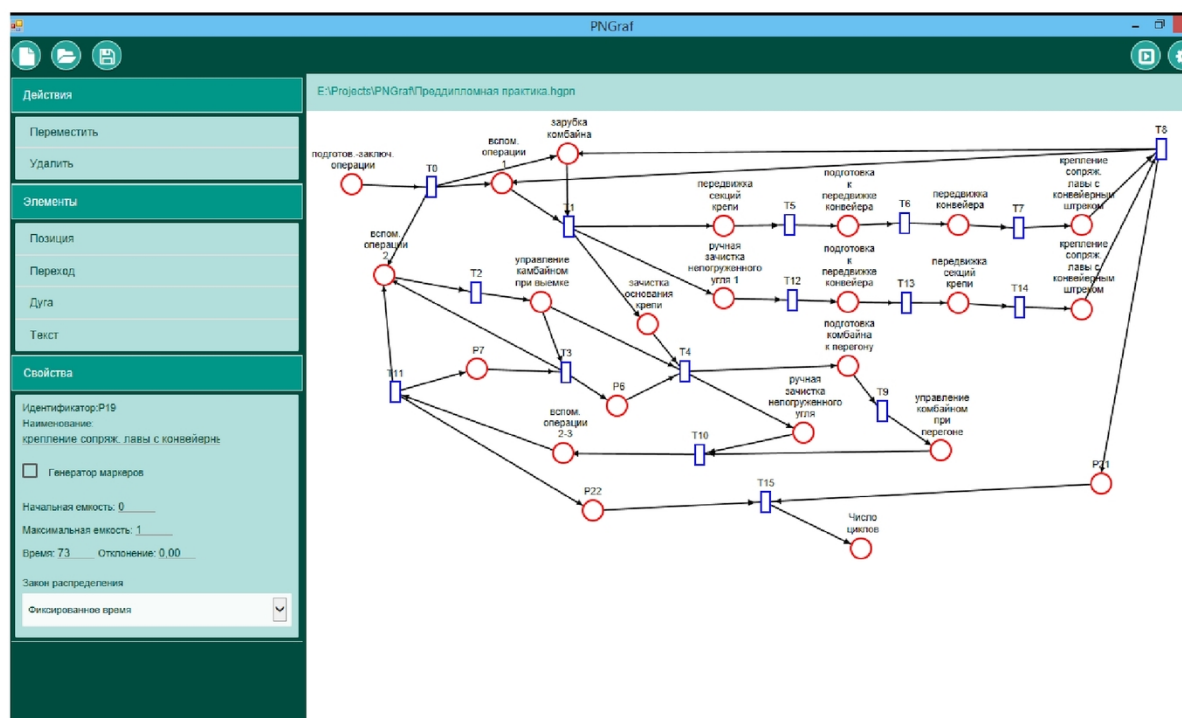 PNGraf
Действия
Переместить
Удалить
Элементы
Позиция
Переход
Дуга
Текст
Свойства
Идентификатор:P19
Наименование:
крепление сопряж. лавы с конвейерне
Генератор маркеров
Начальная емкость: 0
Максимальная емкость: 1
Время: 73 Отклонение: 0,00
Закон распределения
Фиксированное время
E:\Projects\PNGraf\Преддипломная практика.hgpn
подготов.-заключ.
операции
T0
вспом.
операции
1
зарубка
комбайна
T1
передвижка
секций
крепи
T5
подготовка
к
передвижке
конвейера
T6
передвижка
конвейера
T7
крепление
сопряж.
лавы с
конвейерным
штреком
T8
вспом.
операции
2
T2
управление
камбайном
при выемке
зачистка
основания
крепи
ручная
зачистка
непогруженного
угля 1
T12
подготовка
к
передвижке
конвейера
T13
передвижка
секций
крепи
T14
крепление
сопряж.
лавы с
конвейерным
штреком
T11
P7
T3
P6
T4
подготовка
комбайна
к перегону
ручная
зачистка
непогруженного
угля
T9
управление
комбайном
при
перегоне
вспом.
операции
2-3
T10
P22
T15
P21
Число
циклов